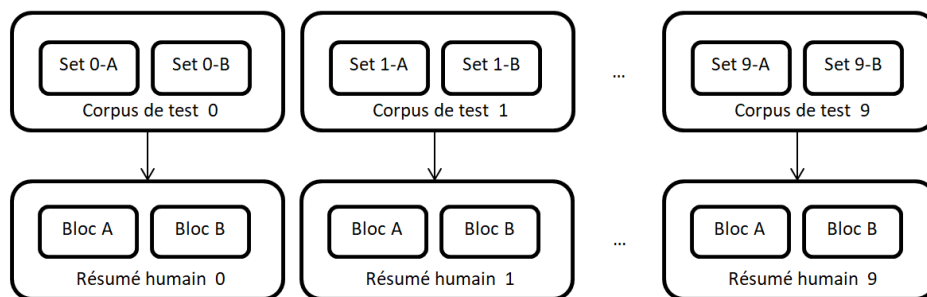 Set 0-A Set 0-B Set 1-A Set 1-B ... Set 9-A Set 9-B
Corpus de test 0 Corpus de test 1 Corpus de test 9
Bloc A Bloc B Bloc A Bloc B ... Bloc A Bloc B
Résumé humain 0 Résumé humain 1 Résumé humain 9